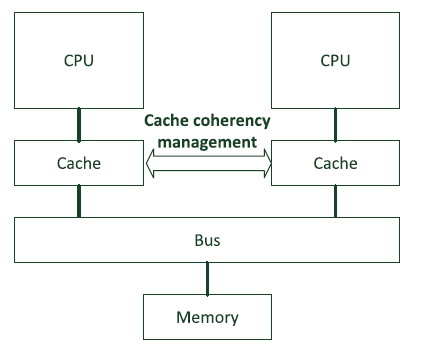 CPU
CPU
Cache coherency
management
Cache
Cache
Bus
Memory